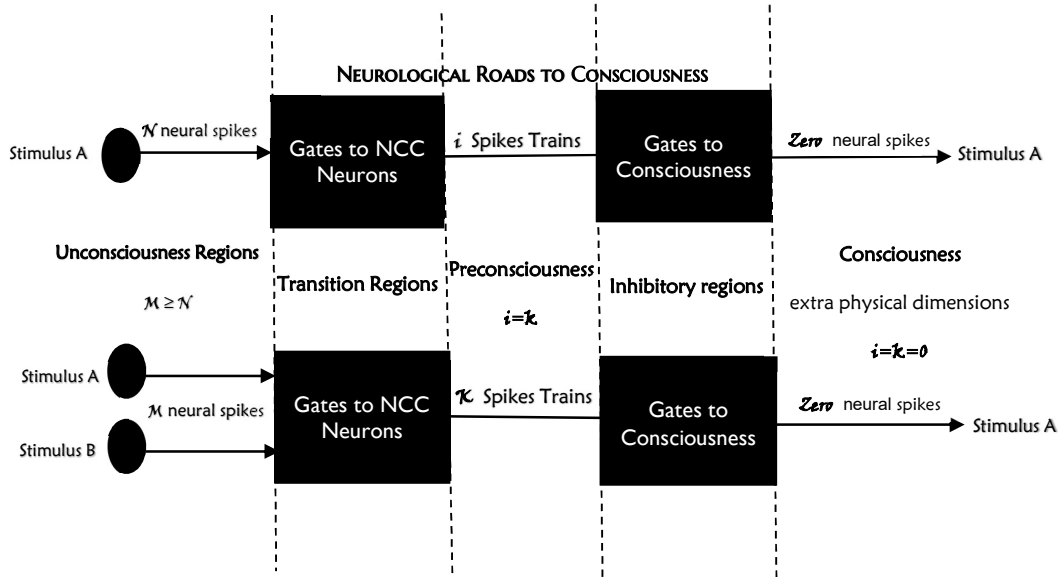 NEUROLOGICAL ROADS TO CONSCIOUSNESS
Stimulus A
N neural spikes
Gates to NCC
Neurons
i Spikes Trains
Gates to
Consciousness
Zero neural spikes
Stimulus A
Unconsciousness Regions
M ≥ N
Transition Regions
Preconsciousness
i=k
Inhibitory regions
Consciousness
extra physical dimensions
i=k=0
Stimulus A
M neural spikes
Stimulus B
Gates to NCC
Neurons
K Spikes Trains
Gates to
Consciousness
Zero neural spikes
Stimulus A